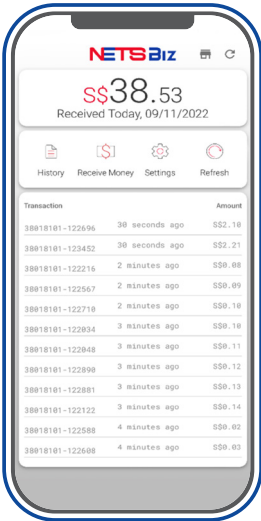 NETS BIZ
S$38.53
Received Today, 09/11/2022
History Receive Money Settings Refresh
Transaction Amount
38018101-122696 30 seconds ago S$2.10
38018101-123452 30 seconds ago S$2.21
38018101-122216 2 minutes ago S$0.08
38018101-122567 2 minutes ago S$0.09
38018101-122710 2 minutes ago S$0.10
38018101-122034 3 minutes ago S$0.10
38018101-122048 3 minutes ago S$0.11
38018101-122890 3 minutes ago S$0.12
38018101-122881 3 minutes ago S$0.13
38018101-122122 3 minutes ago S$0.14
38018101-122588 4 minutes ago S$0.02
38018101-122608 4 minutes ago S$0.03